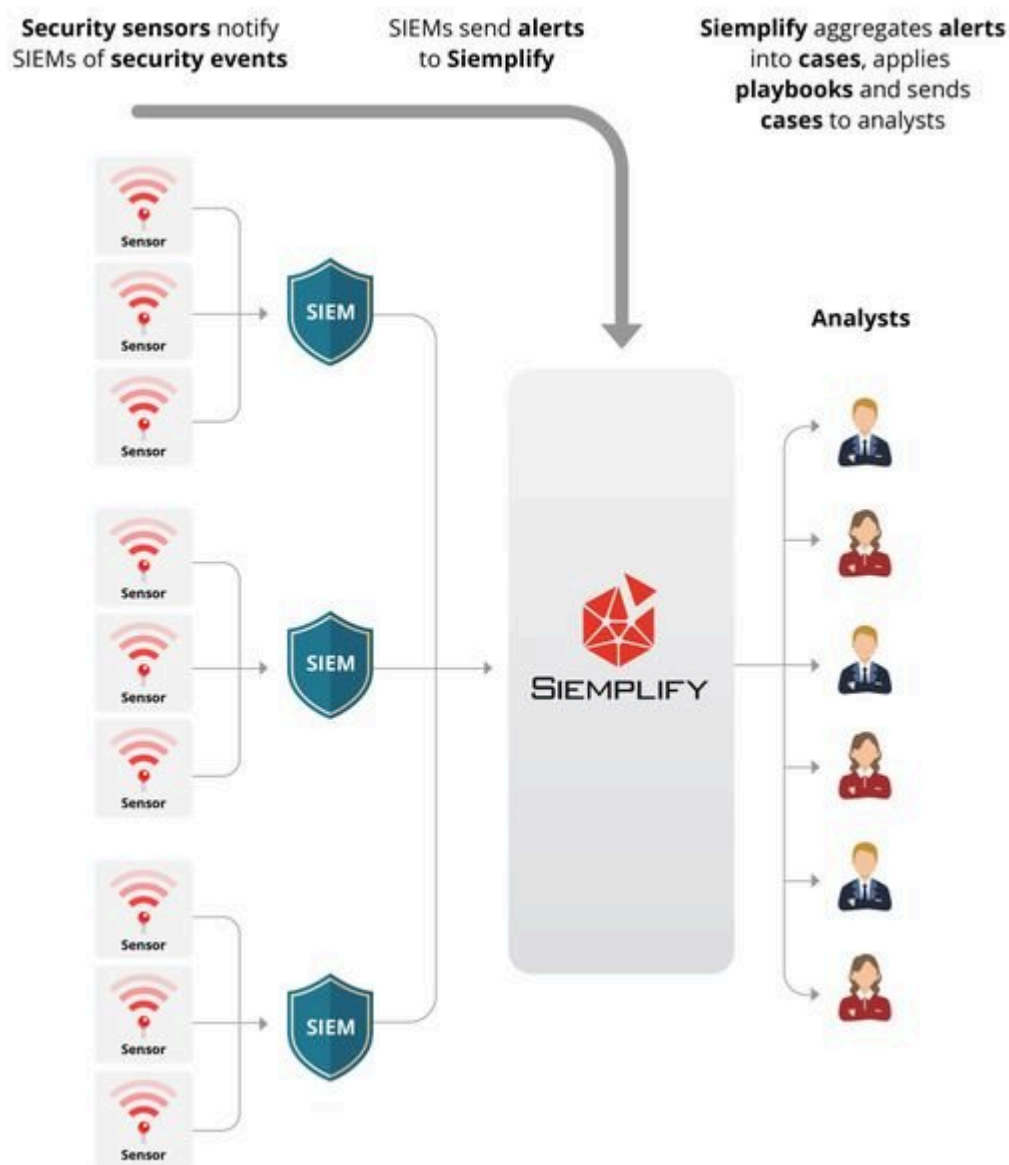 Security sensors notify
SIEMs of security events
SIEMs send alerts
to Siemplify
Siemplify aggregates alerts
into cases, applies
playbooks and sends
cases to analysts
Sensor
Sensor
Sensor
SIEM
Sensor
Sensor
Sensor
SIEM
Sensor
Sensor
Sensor
SIEM
SIEMPLIFY
Analysts